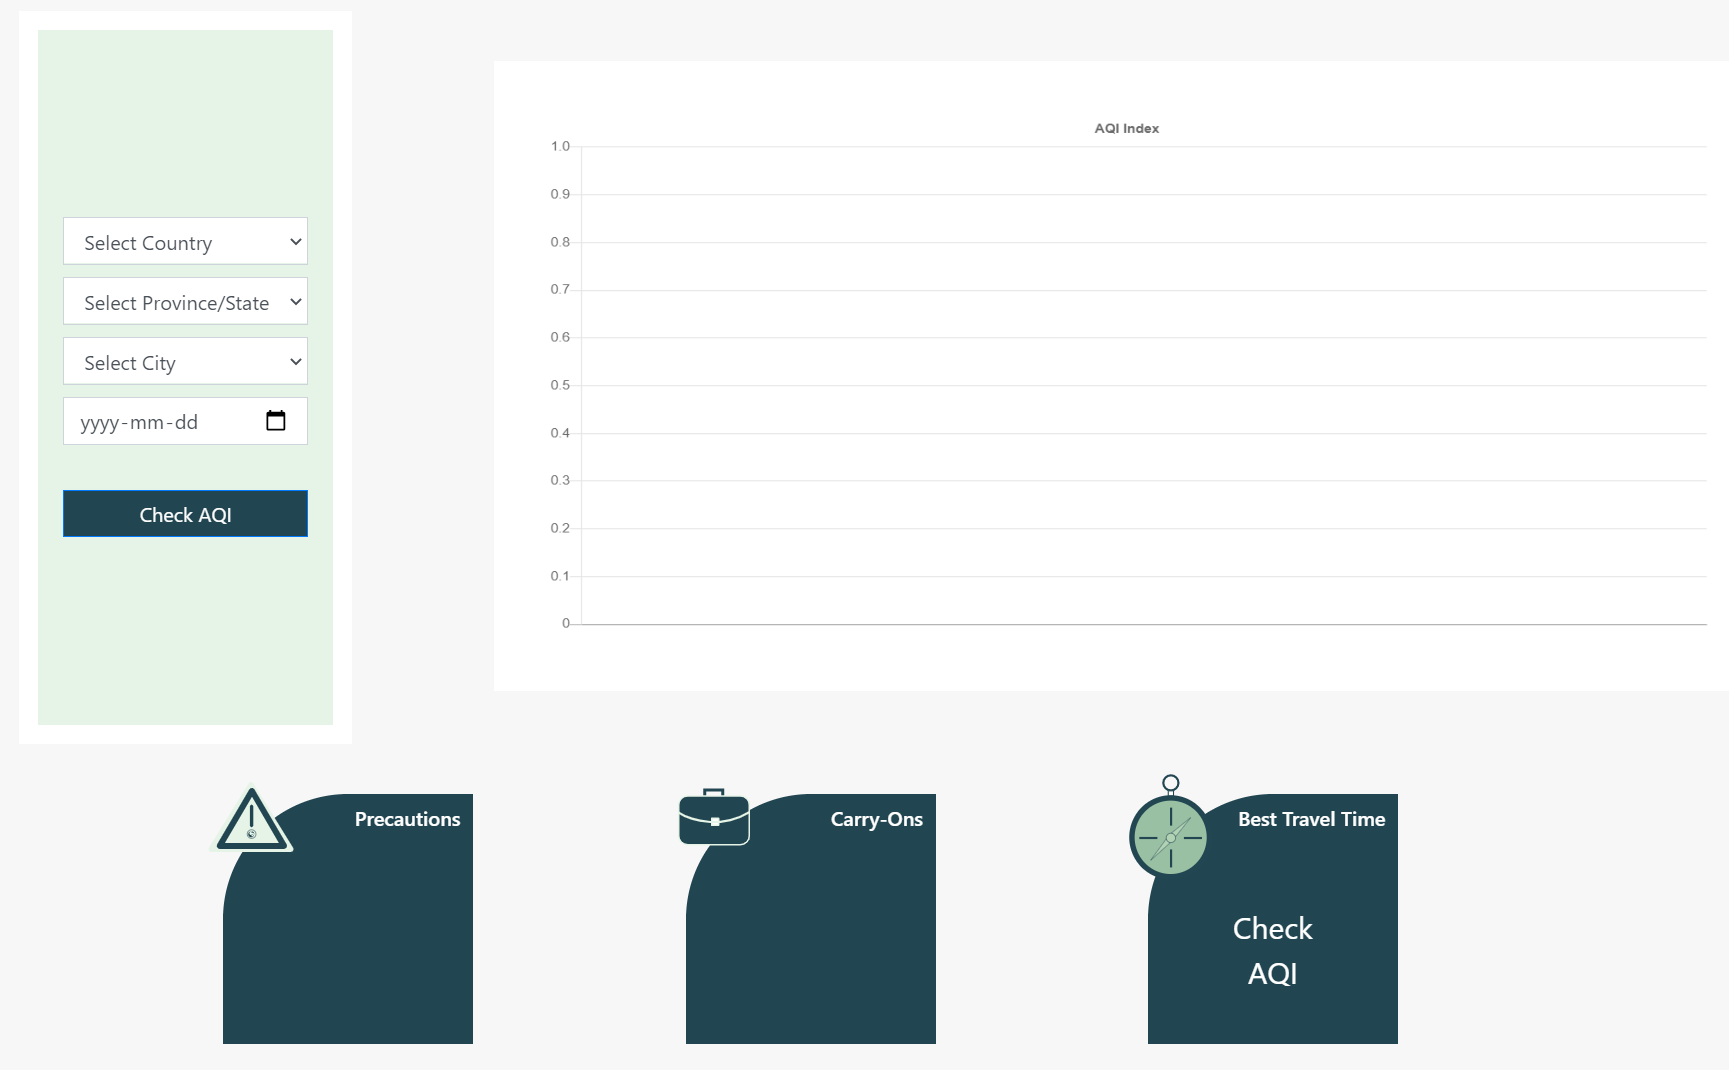 Select Country
Select Province/State
Select City
yyyy-mm-dd
Check AQI
AQI Index
1.0
0.9
0.8
0.7
0.6
0.5
0.4
0.3
0.2
0.1
0
Precautions
Carry-Ons
Best Travel Time
Check
AQI